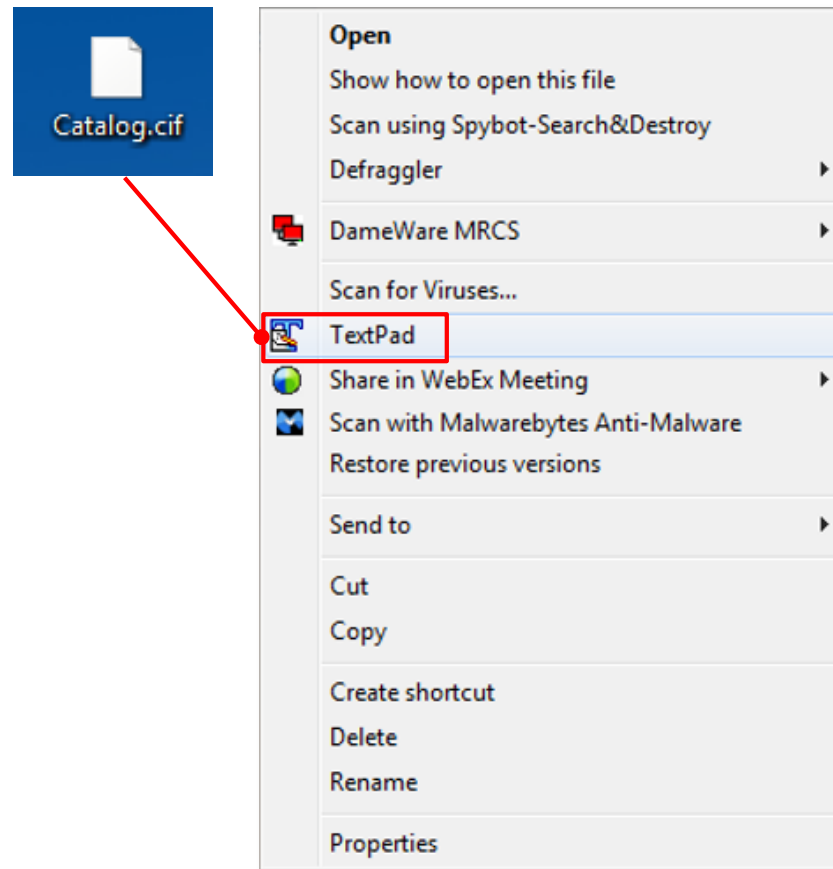 Catalog.cif
Open
Show how to open this file
Scan using Spybot-Search&Destroy
Defraggler
DameWare MRCS
Scan for Viruses...
TextPad
Share in WebEx Meeting
Scan with Malwarebytes Anti-Malware
Restore previous versions
Send to
Cut
Copy
Create shortcut
Delete
Rename
Properties